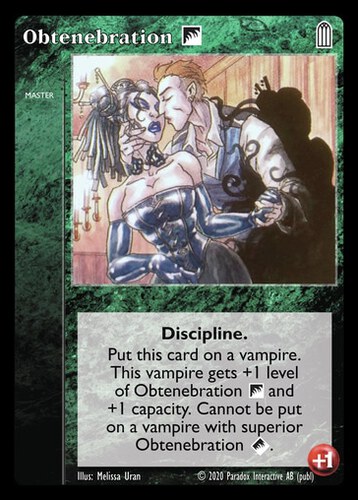 Obtenebration
MASTER
Discipline.
Put this card on a vampire.
This vampire gets +1 level
of Obtenebration and
+1 capacity. Cannot be put
on a vampire with superior
Obtenebration .
+1
Illus: Melissa Uran © 2020 Paradox Interactive AB (publ)